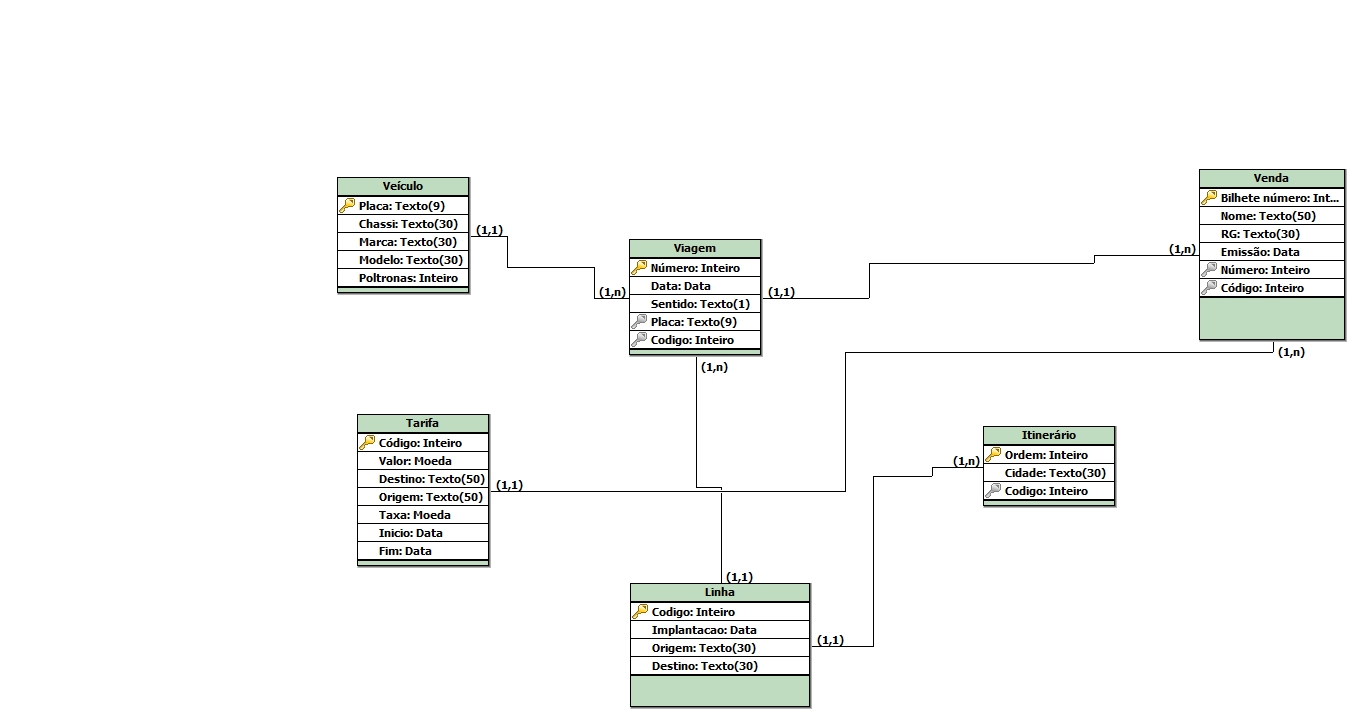 Veículo
Placa: Texto(9)
Chassi: Texto(30)
Marca: Texto(30)
Modelo: Texto(30)
Poltronas: Inteiro
(1,1)
(1,n)
Viagem
Número: Inteiro
Data: Data
Sentido: Texto(1)
Placa: Texto(9)
Codigo: Inteiro
(1,1)
(1,n)
(1,n)
Venda
Bilhete número: Int...
Nome: Texto(50)
RG: Texto(30)
Emissão: Data
Número: Inteiro
Código: Inteiro
(1,n)
Tarifa
Código: Inteiro
Valor: Moeda
Destino: Texto(50)
Origem: Texto(50)
Taxa: Moeda
Inicio: Data
Fim: Data
(1,1)
(1,n)
Itinerário
Ordem: Inteiro
Cidade: Texto(30)
Codigo: Inteiro
(1,1)
Linha
Codigo: Inteiro
Implantacao: Data
Origem: Texto(30)
Destino: Texto(30)
(1,1)